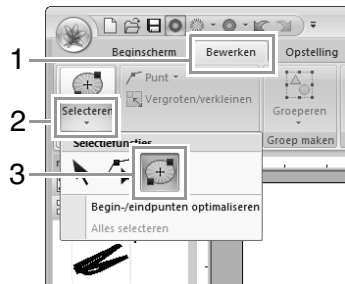 1
Beginscherm Bewerken Opstelling
Punt
Vergroten/verkleinen
2
Selecteren
Groeperen
Groep maken
Selectiefuncties
3
Begin-/eindpunten optimaliseren
Alles selecteren